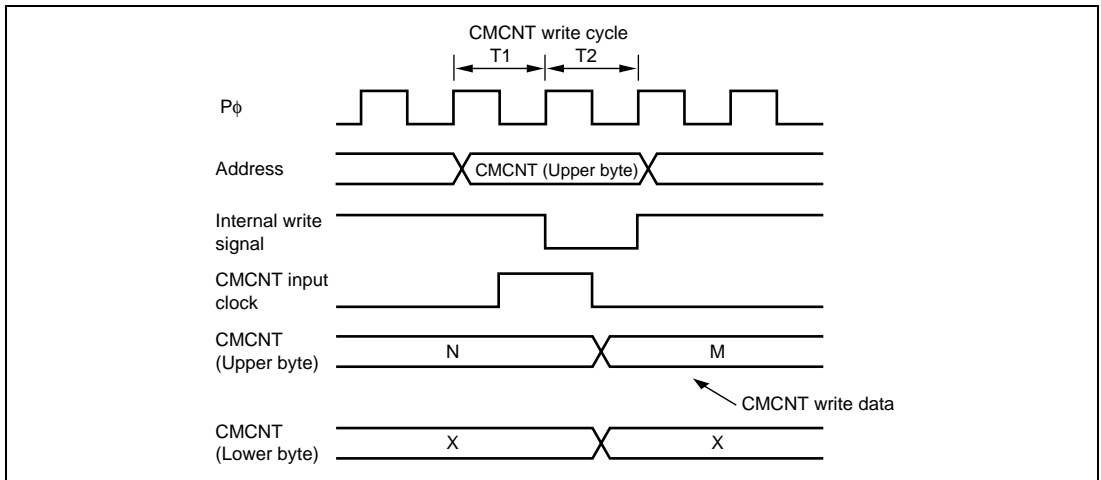 CMCNT write cycle
T1 T2
Pϕ
Address
CMCNT (Upper byte)
Internal write
signal
CMCNT input
clock
CMCNT
(Upper byte)
N M
CMCNT write data
CMCNT
(Lower byte)
X X